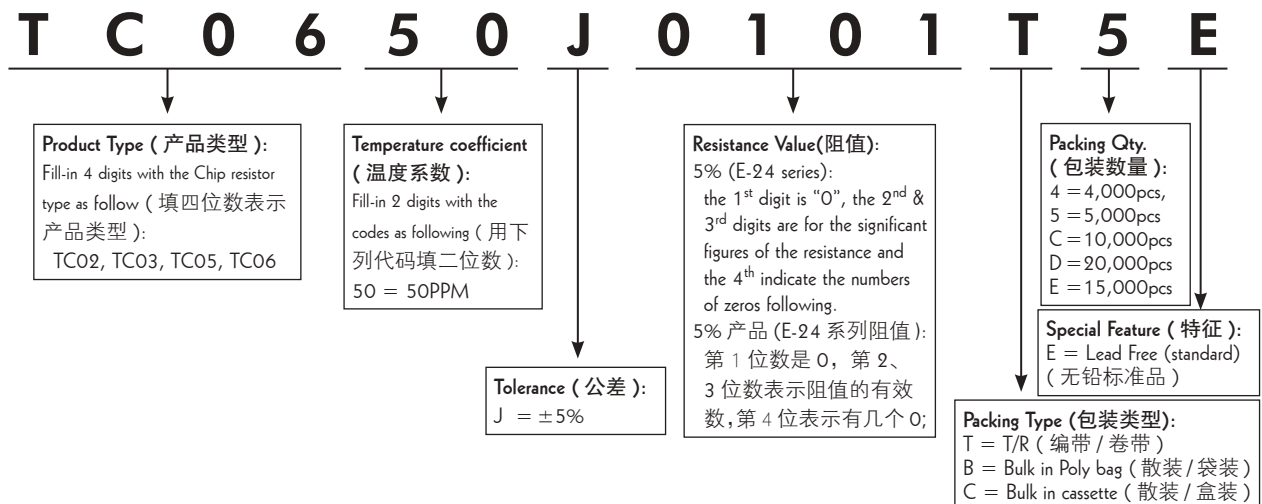 T C 0 6 5 0 J 0 1 0 1 T 5 E
Product Type ( 产品类型 ):
Fill-in 4 digits with the Chip resistor
type as follow ( 填四位数表示
产品类型 ):
TC02, TC03, TC05, TC06
Temperature coefficient
( 温度系数 ):
Fill-in 2 digits with the
codes as following ( 用下
列代码填二位数 ):
50 = 50PPM
Tolerance ( 公差 ):
J = ±5%
Resistance Value(阻值):
5% (E-24 series):
the 1st digit is “0”, the 2nd &
3rd digits are for the significant
figures of the resistance and
the 4th indicate the numbers
of zeros following.
5% 产品 (E-24 系列阻值 ):
第 1 位数是 0, 第 2、
3 位数表示阻值的有效
数,第 4 位表示有几个 0;
Packing Qty.
( 包装数量 ):
4 = 4,000pcs,
5 = 5,000pcs
C = 10,000pcs
D = 20,000pcs
E = 15,000pcs
Special Feature ( 特征 ):
E = Lead Free (standard)
( 无铅标准品 )
Packing Type (包装类型):
T = T/R ( 编带 / 卷带 )
B = Bulk in Poly bag ( 散装 / 袋装 )
C = Bulk in cassette ( 散装 / 盒装 )